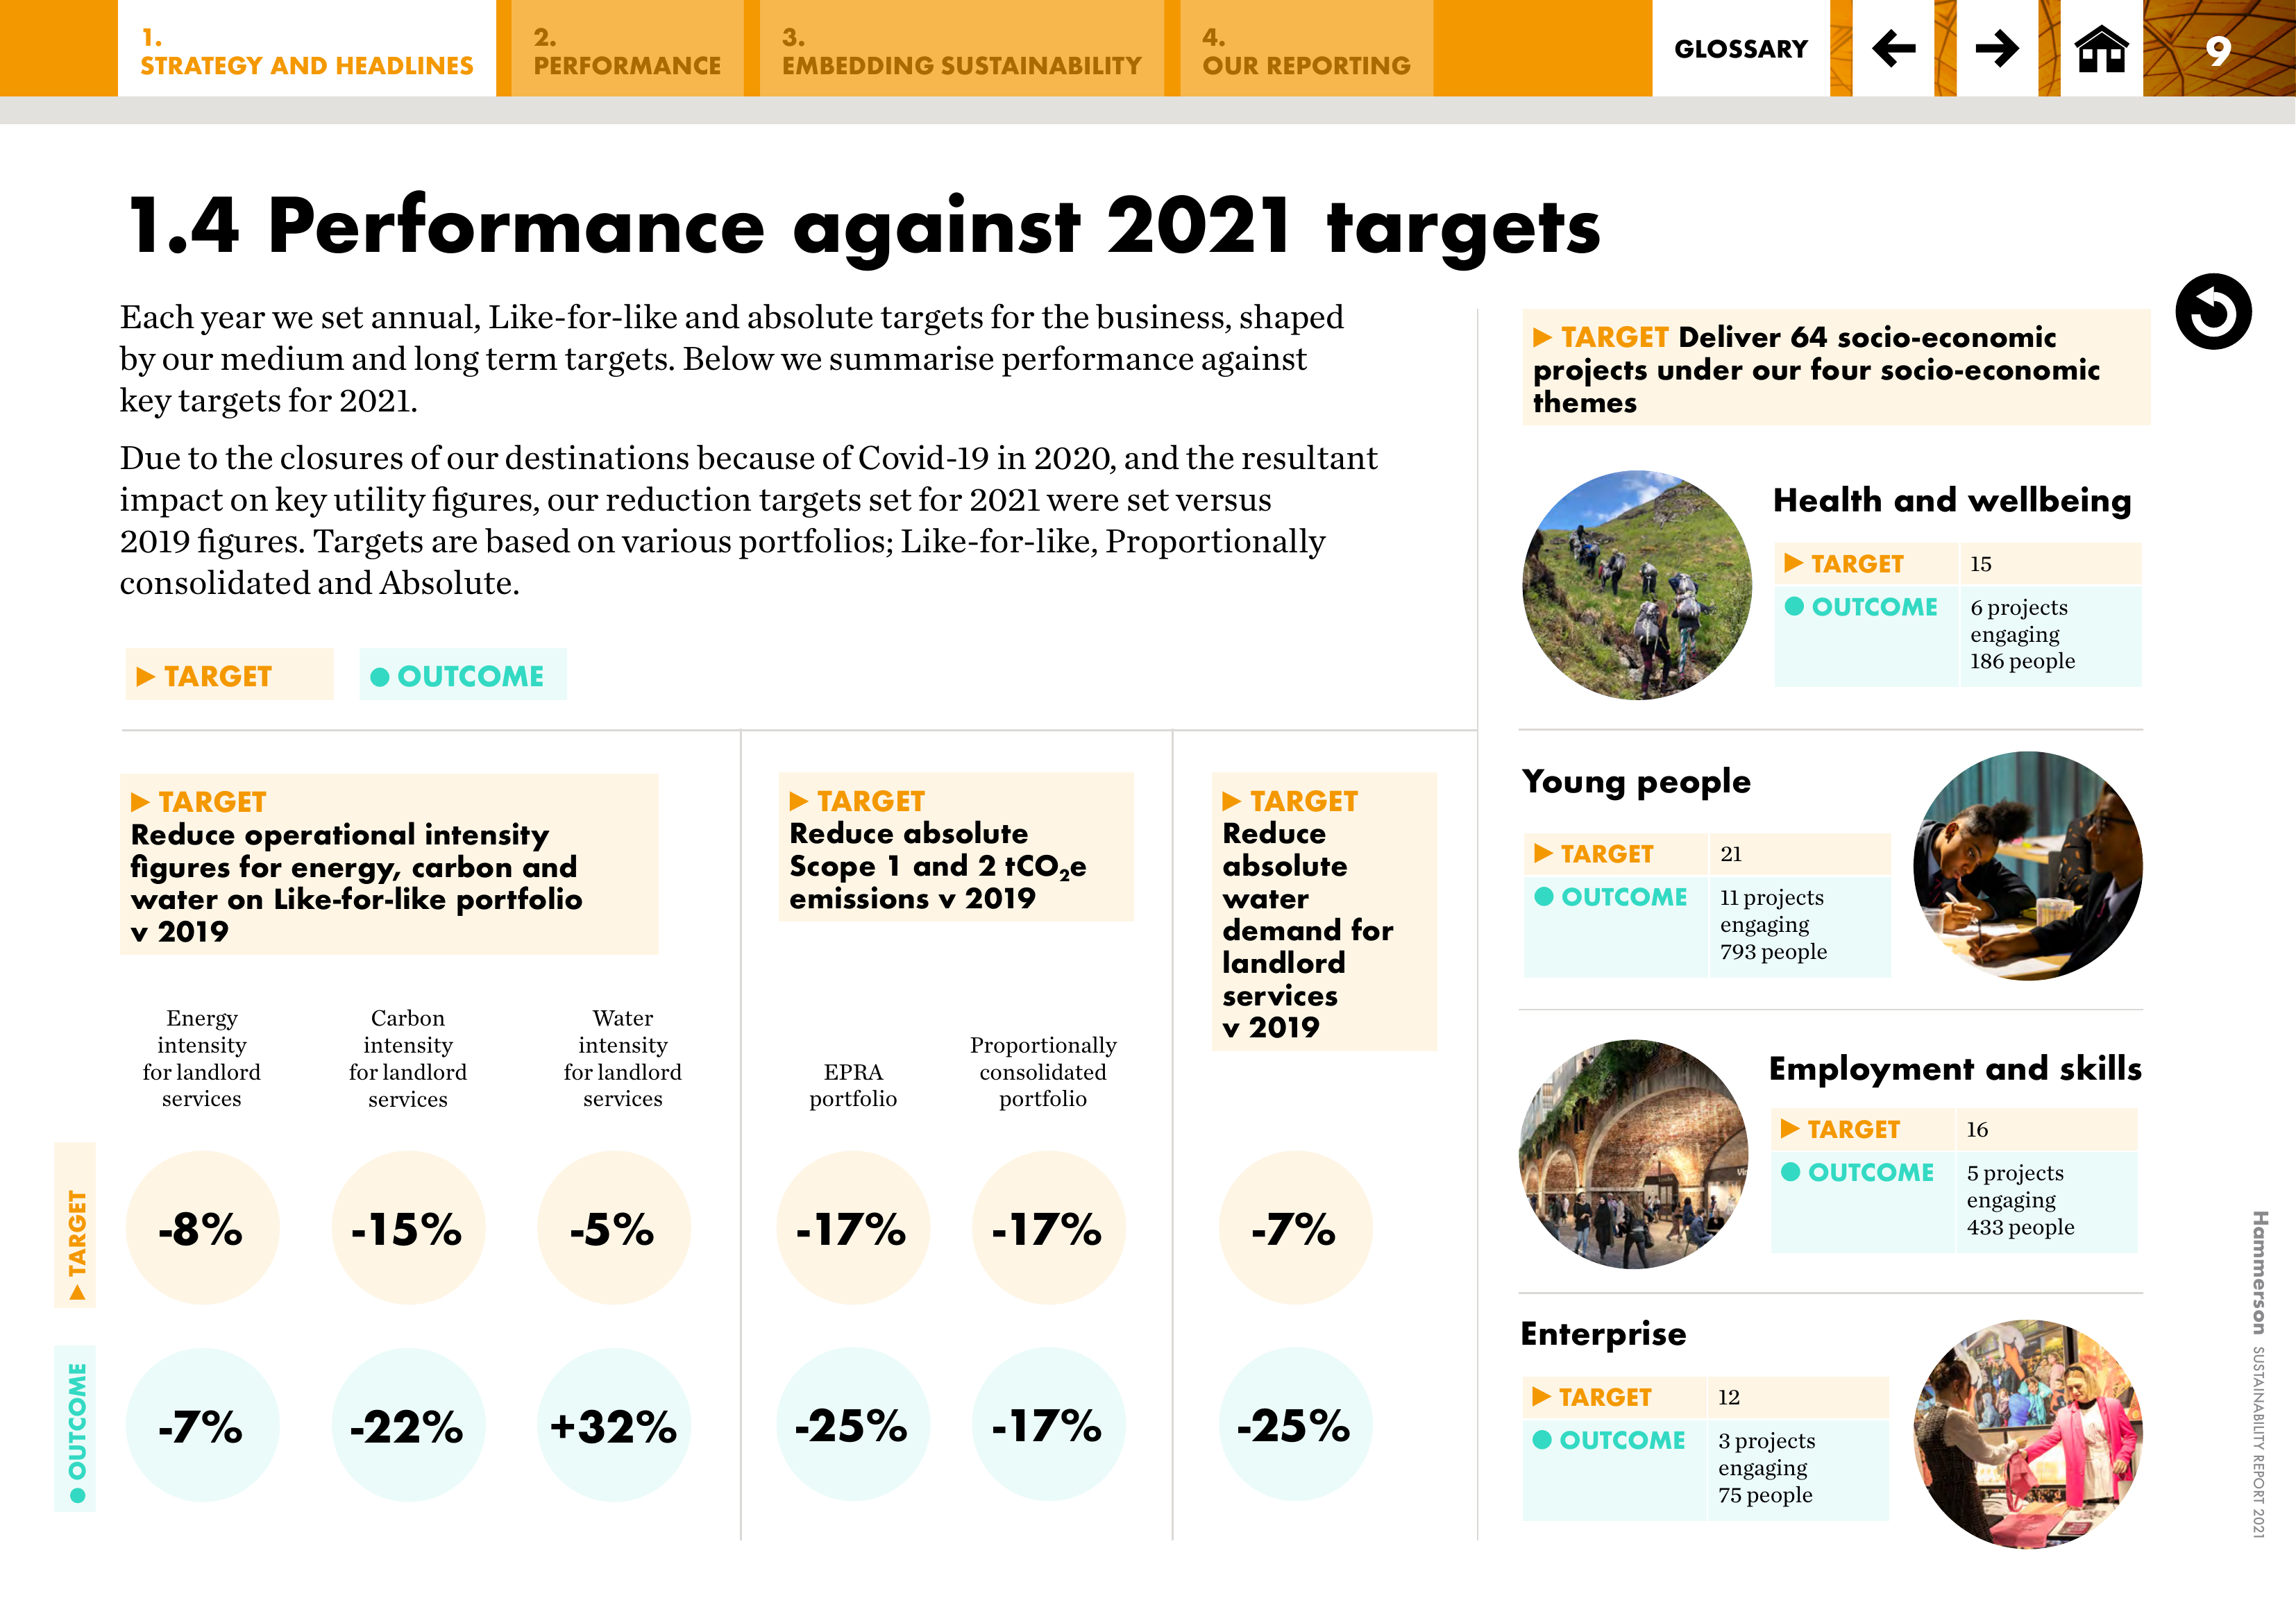 1.
STRATEGY AND HEADLINES
2.
PERFORMANCE
3.
EMBEDDING SUSTAINABILITY
4.
OUR REPORTING
GLOSSARY
9
1.4 Performance against 2021 targets
Each year we set annual, Like-for-like and absolute targets for the business, shaped
by our medium and long term targets. Below we summarise performance against
key targets for 2021.
Due to the closures of our destinations because of Covid-19 in 2020, and the resultant
impact on key utility figures, our reduction targets set for 2021 were set versus
2019 figures. Targets are based on various portfolios; Like-for-like, Proportionally
consolidated and Absolute.
▶ TARGET
● OUTCOME
▶ TARGET
Reduce operational intensity
figures for energy, carbon and
water on Like-for-like portfolio
v 2019
Energy
intensity
for landlord
services
Carbon
intensity
for landlord
services
Water
intensity
for landlord
services
▶ TARGET
-8%
-15%
-5%
● OUTCOME
-7%
-22%
+32%
▶ TARGET
Reduce absolute
Scope 1 and 2 tCO₂e
emissions v 2019
EPRA
portfolio
Proportionally
consolidated
portfolio
-17%
-17%
-25%
-17%
▶ TARGET
Reduce
absolute
water
demand for
landlord
services
v 2019
-7%
-25%
▶ TARGET Deliver 64 socio-economic
projects under our four socio-economic
themes
Health and wellbeing
▶ TARGET 15
● OUTCOME 6 projects
engaging
186 people
Young people
▶ TARGET 21
● OUTCOME 11 projects
engaging
793 people
Employment and skills
▶ TARGET 16
● OUTCOME 5 projects
engaging
433 people
Enterprise
▶ TARGET 12
● OUTCOME 3 projects
engaging
75 people
Hammerson SUSTAINABILITY REPORT 2021